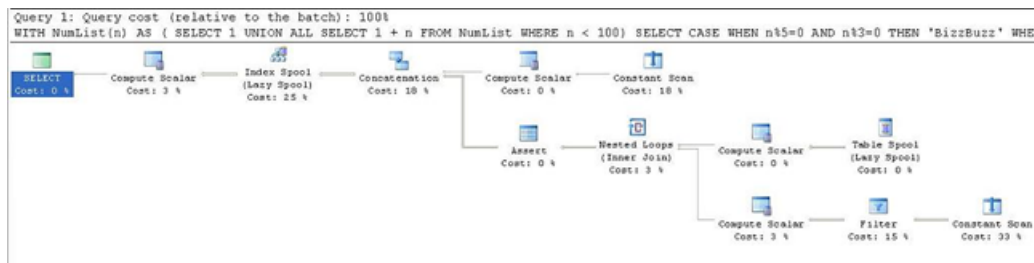 Query 1: Query cost (relative to the batch): 100%
WITH NumList(n) AS ( SELECT 1 UNION ALL SELECT 1 + n FROM NumList WHERE n < 100) SELECT CASE WHEN n%5=0 AND n%3=0 THEN 'BizzBuzz' WHE
SELECT
Cost: 0 %
Compute Scalar
Cost: 3 %
Index Spool
(Lazy Spool)
Cost: 25 %
Concatenation
Cost: 18 %
Compute Scalar
Cost: 0 %
Constant Scan
Cost: 18 %
Assert
Cost: 0 %
Nested Loops
(Inner Join)
Cost: 3 %
Compute Scalar
Cost: 0 %
Table Spool
(Lazy Spool)
Cost: 0 %
Compute Scalar
Cost: 3 %
Filter
Cost: 15 %
Constant Scan
Cost: 33 %